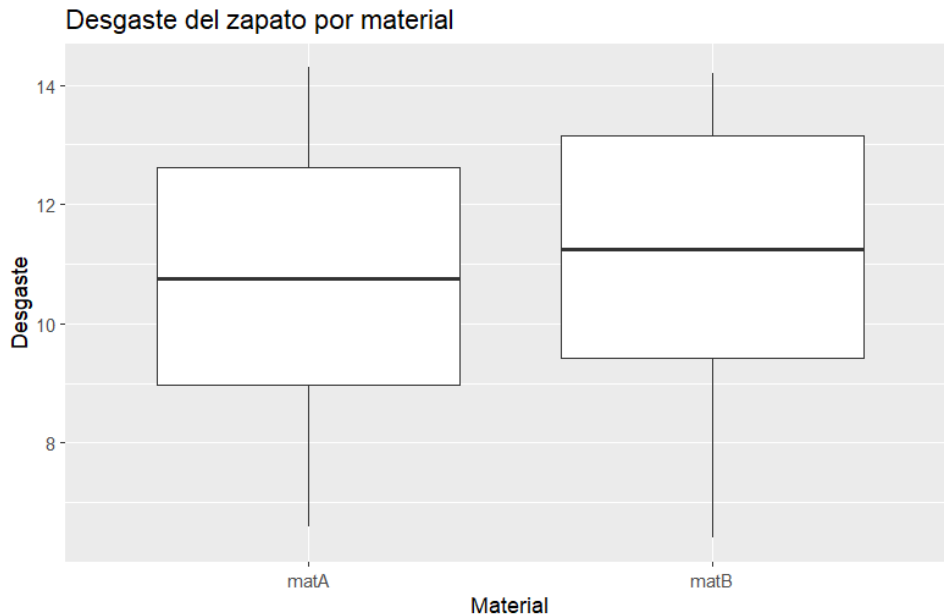 Desgaste del zapato por material
Desgaste
14
12
10
8
matA
matB
Material